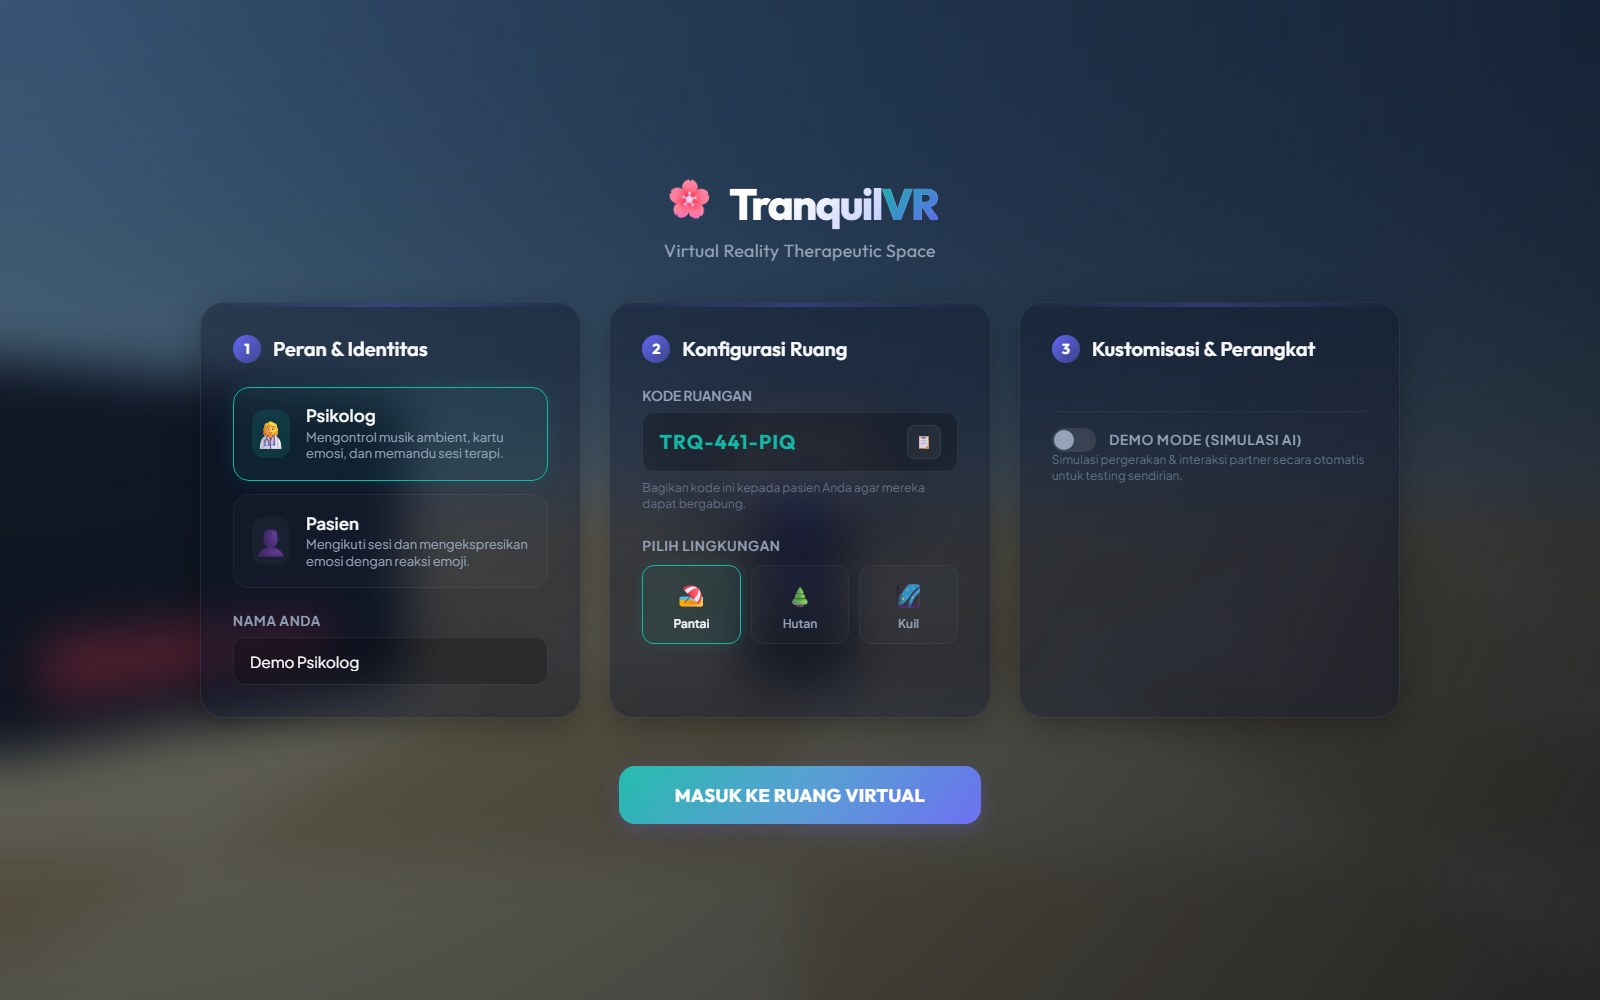 TranquilVR
Virtual Reality Therapeutic Space
1 Peran & Identitas
Psikolog
Mengontrol musik ambient, kartu
emosi, dan memandu sesi terapi.
Pasien
Mengikuti sesi dan mengekspresikan
emosi dengan reaksi emoji.
NAMA ANDA
Demo Psikolog
2 Konfigurasi Ruang
KODE RUANGAN
TRQ-441-PIQ
Bagikan kode ini kepada pasien Anda agar mereka
dapat bergabung.
PILIH LINGKUNGAN
Pantai
Hutan
Kuil
3 Kustomisasi & Perangkat
DEMO MODE (SIMULASI AI)
Simulasi pergerakan & interaksi partner secara otomatis
untuk testing sendirian.
MASUK KE RUANG VIRTUAL